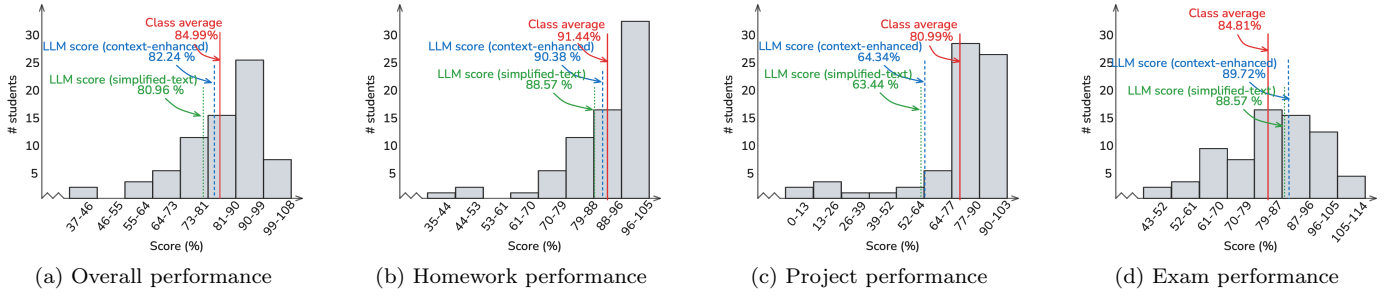 Class average
84.99%
LLM score (context-enhanced)
82.24 %
LLM score (simplified-text)
80.96 %
# students
30
25
20
15
10
5
37-46
46-55
55-64
64-73
73-81
81-90
90-99
99-108
Score (%)
(a) Overall performance
Class average
91.44%
LLM score (context-enhanced)
90.38 %
LLM score (simplified-text)
88.57 %
# students
30
25
20
15
10
5
35-44
44-53
53-61
61-70
70-79
79-88
88-96
96-105
Score (%)
(b) Homework performance
Class average
80.99%
LLM score (context-enhanced)
64.34%
LLM score (simplified-text)
63.44 %
# students
30
25
20
15
10
5
0-13
13-26
26-39
39-52
52-64
64-77
77-90
90-103
Score (%)
(c) Project performance
Class average
84.81%
LLM score (context-enhanced)
89.72%
LLM score (simplified-text)
88.57 %
# students
30
25
20
15
10
5
43-52
52-61
61-70
70-79
79-87
87-96
96-105
105-114
Score (%)
(d) Exam performance